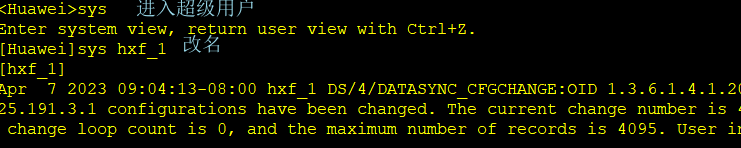 <Huawei>sys 进入超级用户
Enter system view, return user view with Ctrl+Z.
[Huawei]sys hxf_1 改名
[hxf_1]
Apr  7 2023 09:04:13-08:00 hxf_1 DS/4/DATASYNC_CFGCHANGE:OID 1.3.6.1.4.1.20
25.191.3.1 configurations have been changed. The current change number is 4
change loop count is 0, and the maximum number of records is 4095. User in